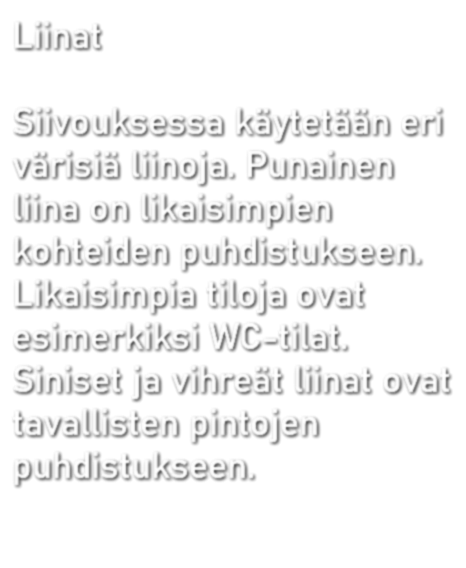 Liinat
Siivouksessa käytetään eri
värisiä liinoja. Punainen
liina on likaisimpien
kohteiden puhdistukseen.
Likaisimpia tiloja ovat
esimerkiksi WC-tilat.
Siniset ja vihreät liinat ovat
tavallisten pintojen
puhdistukseen.